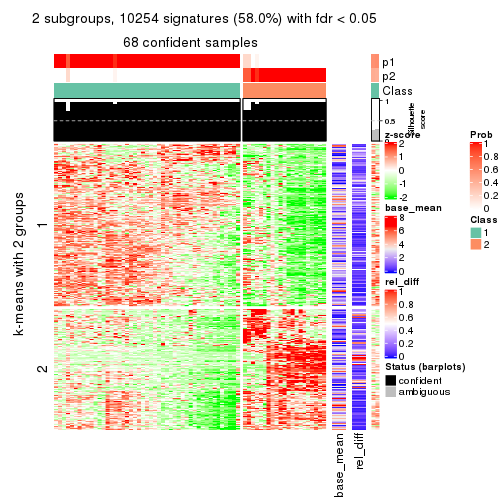 2 subgroups, 10254 signatures (58.0%) with fdr < 0.05
68 confident samples
p1
p2
Class
1
0.5
0
Silhouette
score
k-means with 2 groups
1
2
z-score
2
1
0
-1
-2
base_mean
8
6
4
2
0
rel_diff
1
0.8
0.6
0.4
0.2
0
Status (barplots)
confident
ambiguous
Prob
1
0.8
0.6
0.4
0.2
0
Class
1
2
base_mean
rel_diff